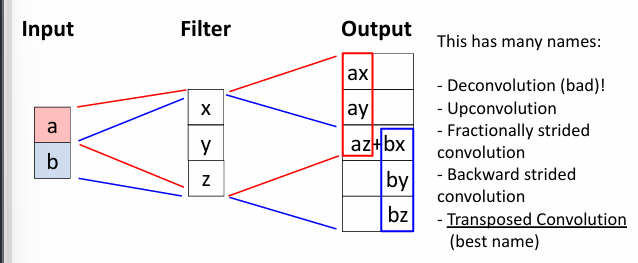 Input
Filter
Output
This has many names:
- Deconvolution (bad)!
- Upconvolution
- Fractionally strided
convolution
- Backward strided
convolution
- Transposed Convolution
(best name)
a
b
x
y
z
ax
ay
az+bx
by
bz